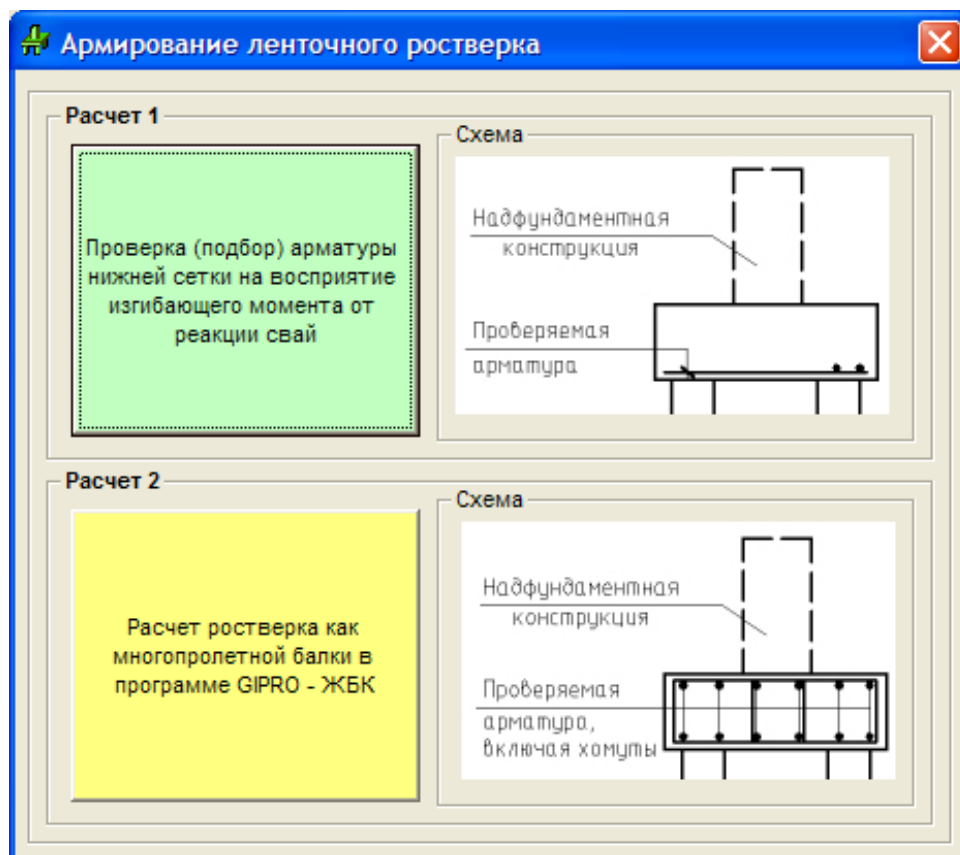 Армирование ленточного ростверка
Расчет 1
Проверка (подбор) арматуры
нижней сетки на восприятие
изгибающего момента от
реакции свай
Схема
Надфундаментная
конструкция
Проверяемая
арматура
Расчет 2
Расчет ростверка как
многопролетной балки в
программе GIPRO - ЖБК
Схема
Надфундаментная
конструкция
Проверяемая
арматура,
включая хомуты